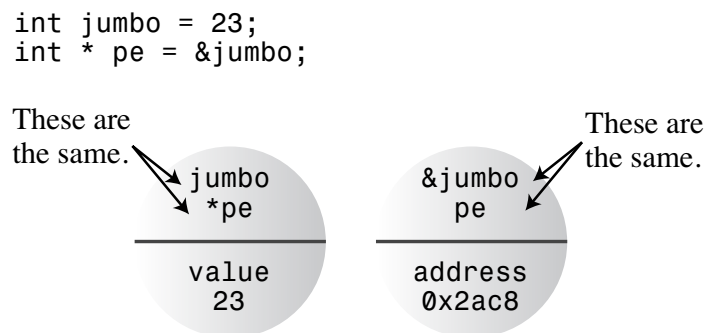 int jumbo = 23;
int * pe = &jumbo;
These are
the same.
jumbo
*pe
value
23
&jumbo
pe
address
0x2ac8
These are
the same.